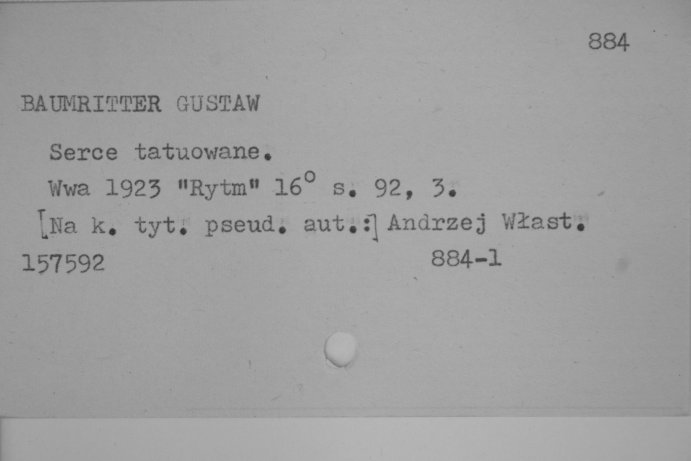 884
BAUMRITTER GUSTAW
Serce tatuowane.
Wwa 1923 "Rytm" 16° s. 92, 3.
[Na k. tyt. pseud. aut.:] Andrzej Włast.
157592 884-1